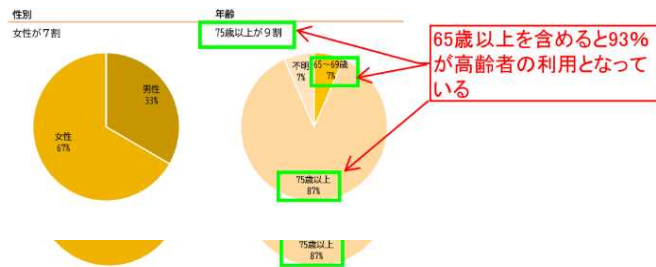 性別
女性が7割
年齢
75歳以上が9割
65歳以上を含めると93%
が高齢者の利用となって
いる
男性
33%
女性
67%
不明
7%
65~69歳
7%
75歳以上
87%
75歳以上
87%